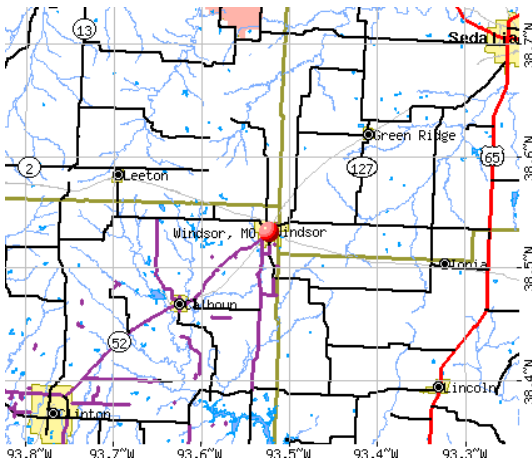 13
Sedalia
38.7°N
Green Ridge
2
Leeton
127
65
38.6°N
Windsor, MO
Windsor
Ionia
38.5°N
Calhoun
52
Lincoln
38.4°N
Clinton
93.8°W 93.7°W 93.6°W 93.5°W 93.4°W 93.3°W